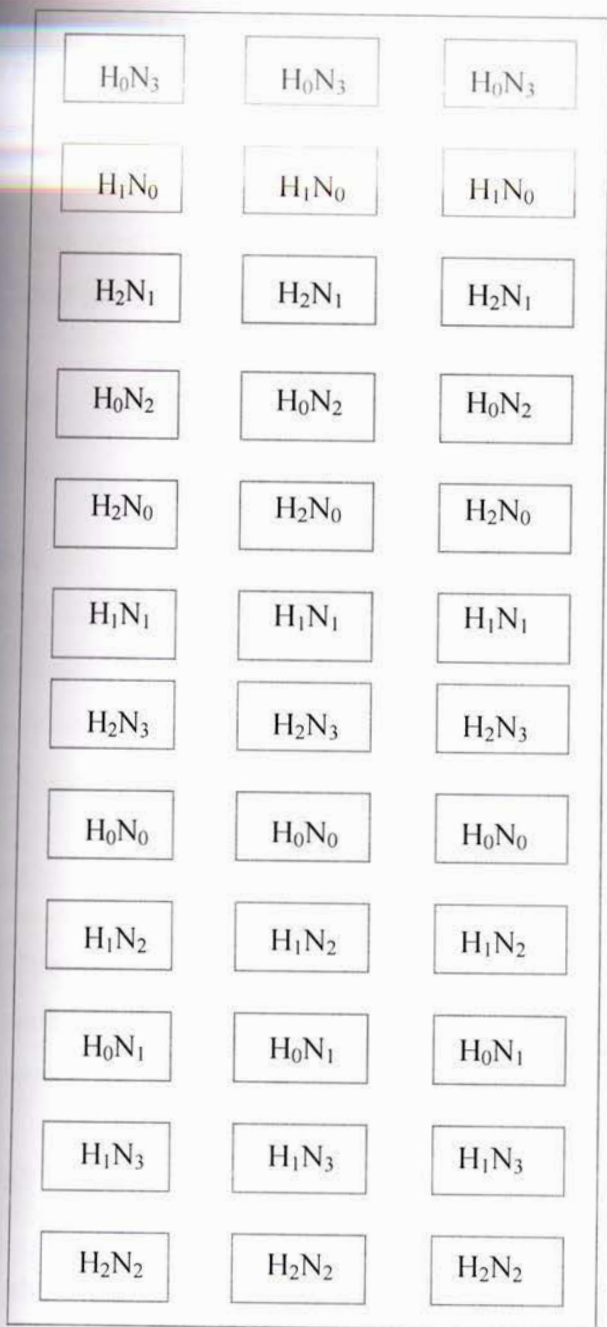 H₀N₃ H₀N₃ H₀N₃
H₁N₀ H₁N₀ H₁N₀
H₂N₁ H₂N₁ H₂N₁
H₀N₂ H₀N₂ H₀N₂
H₂N₀ H₂N₀ H₂N₀
H₁N₁ H₁N₁ H₁N₁
H₂N₃ H₂N₃ H₂N₃
H₀N₀ H₀N₀ H₀N₀
H₁N₂ H₁N₂ H₁N₂
H₀N₁ H₀N₁ H₀N₁
H₁N₃ H₁N₃ H₁N₃
H₂N₂ H₂N₂ H₂N₂